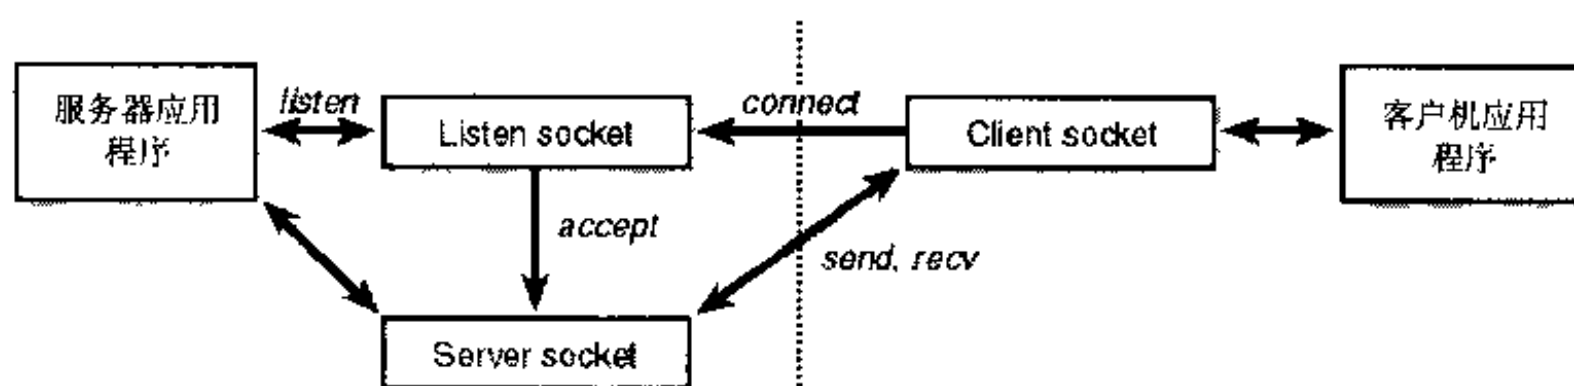 服务器应用
程序
listen
Listen socket
connect
Client socket
客户机应用
程序
accept
send, recv
Server socket